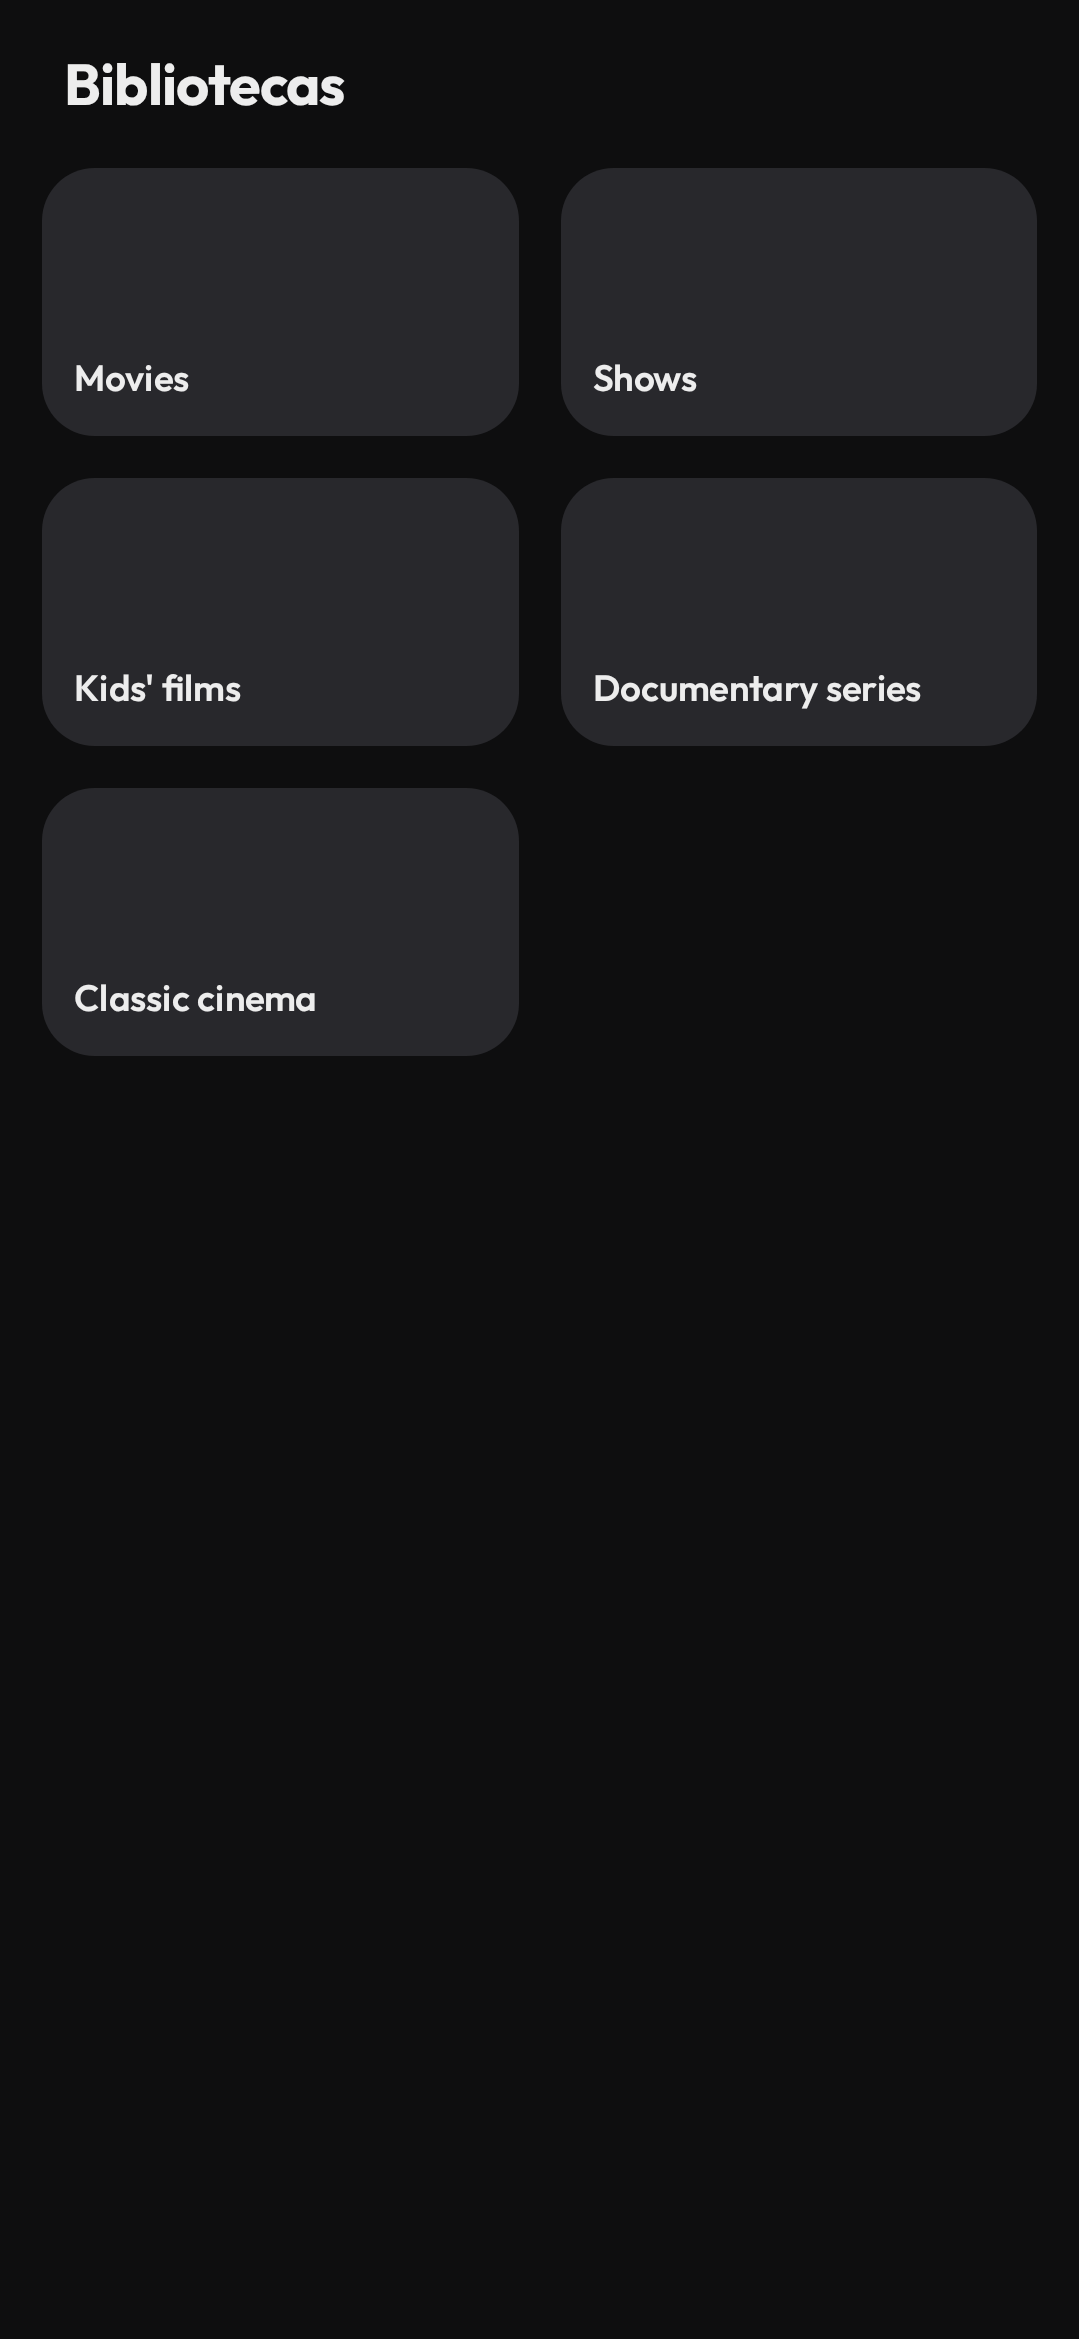 Bibliotecas
Movies
Shows
Kids' films
Documentary series
Classic cinema